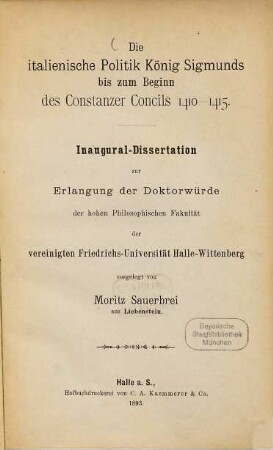 Die
italienische Politik König Sigmunds
bis zum Beginn
des Constanzer Concils 1410–1415.
Inaugural-Dissertation
zur
Erlangung der Doktorwürde
der hohen Philosophischen Fakultät
der
vereinigten Friedrichs-Universität Halle-Wittenberg
vorgelegt von
Moritz Sauerbrei
aus Liebenstein.
Bayerische
Staatsbibliothek
München
Halle a. S.,
Hofbuchdruckerei von C. A. Kaemmerer & Co.
1893.